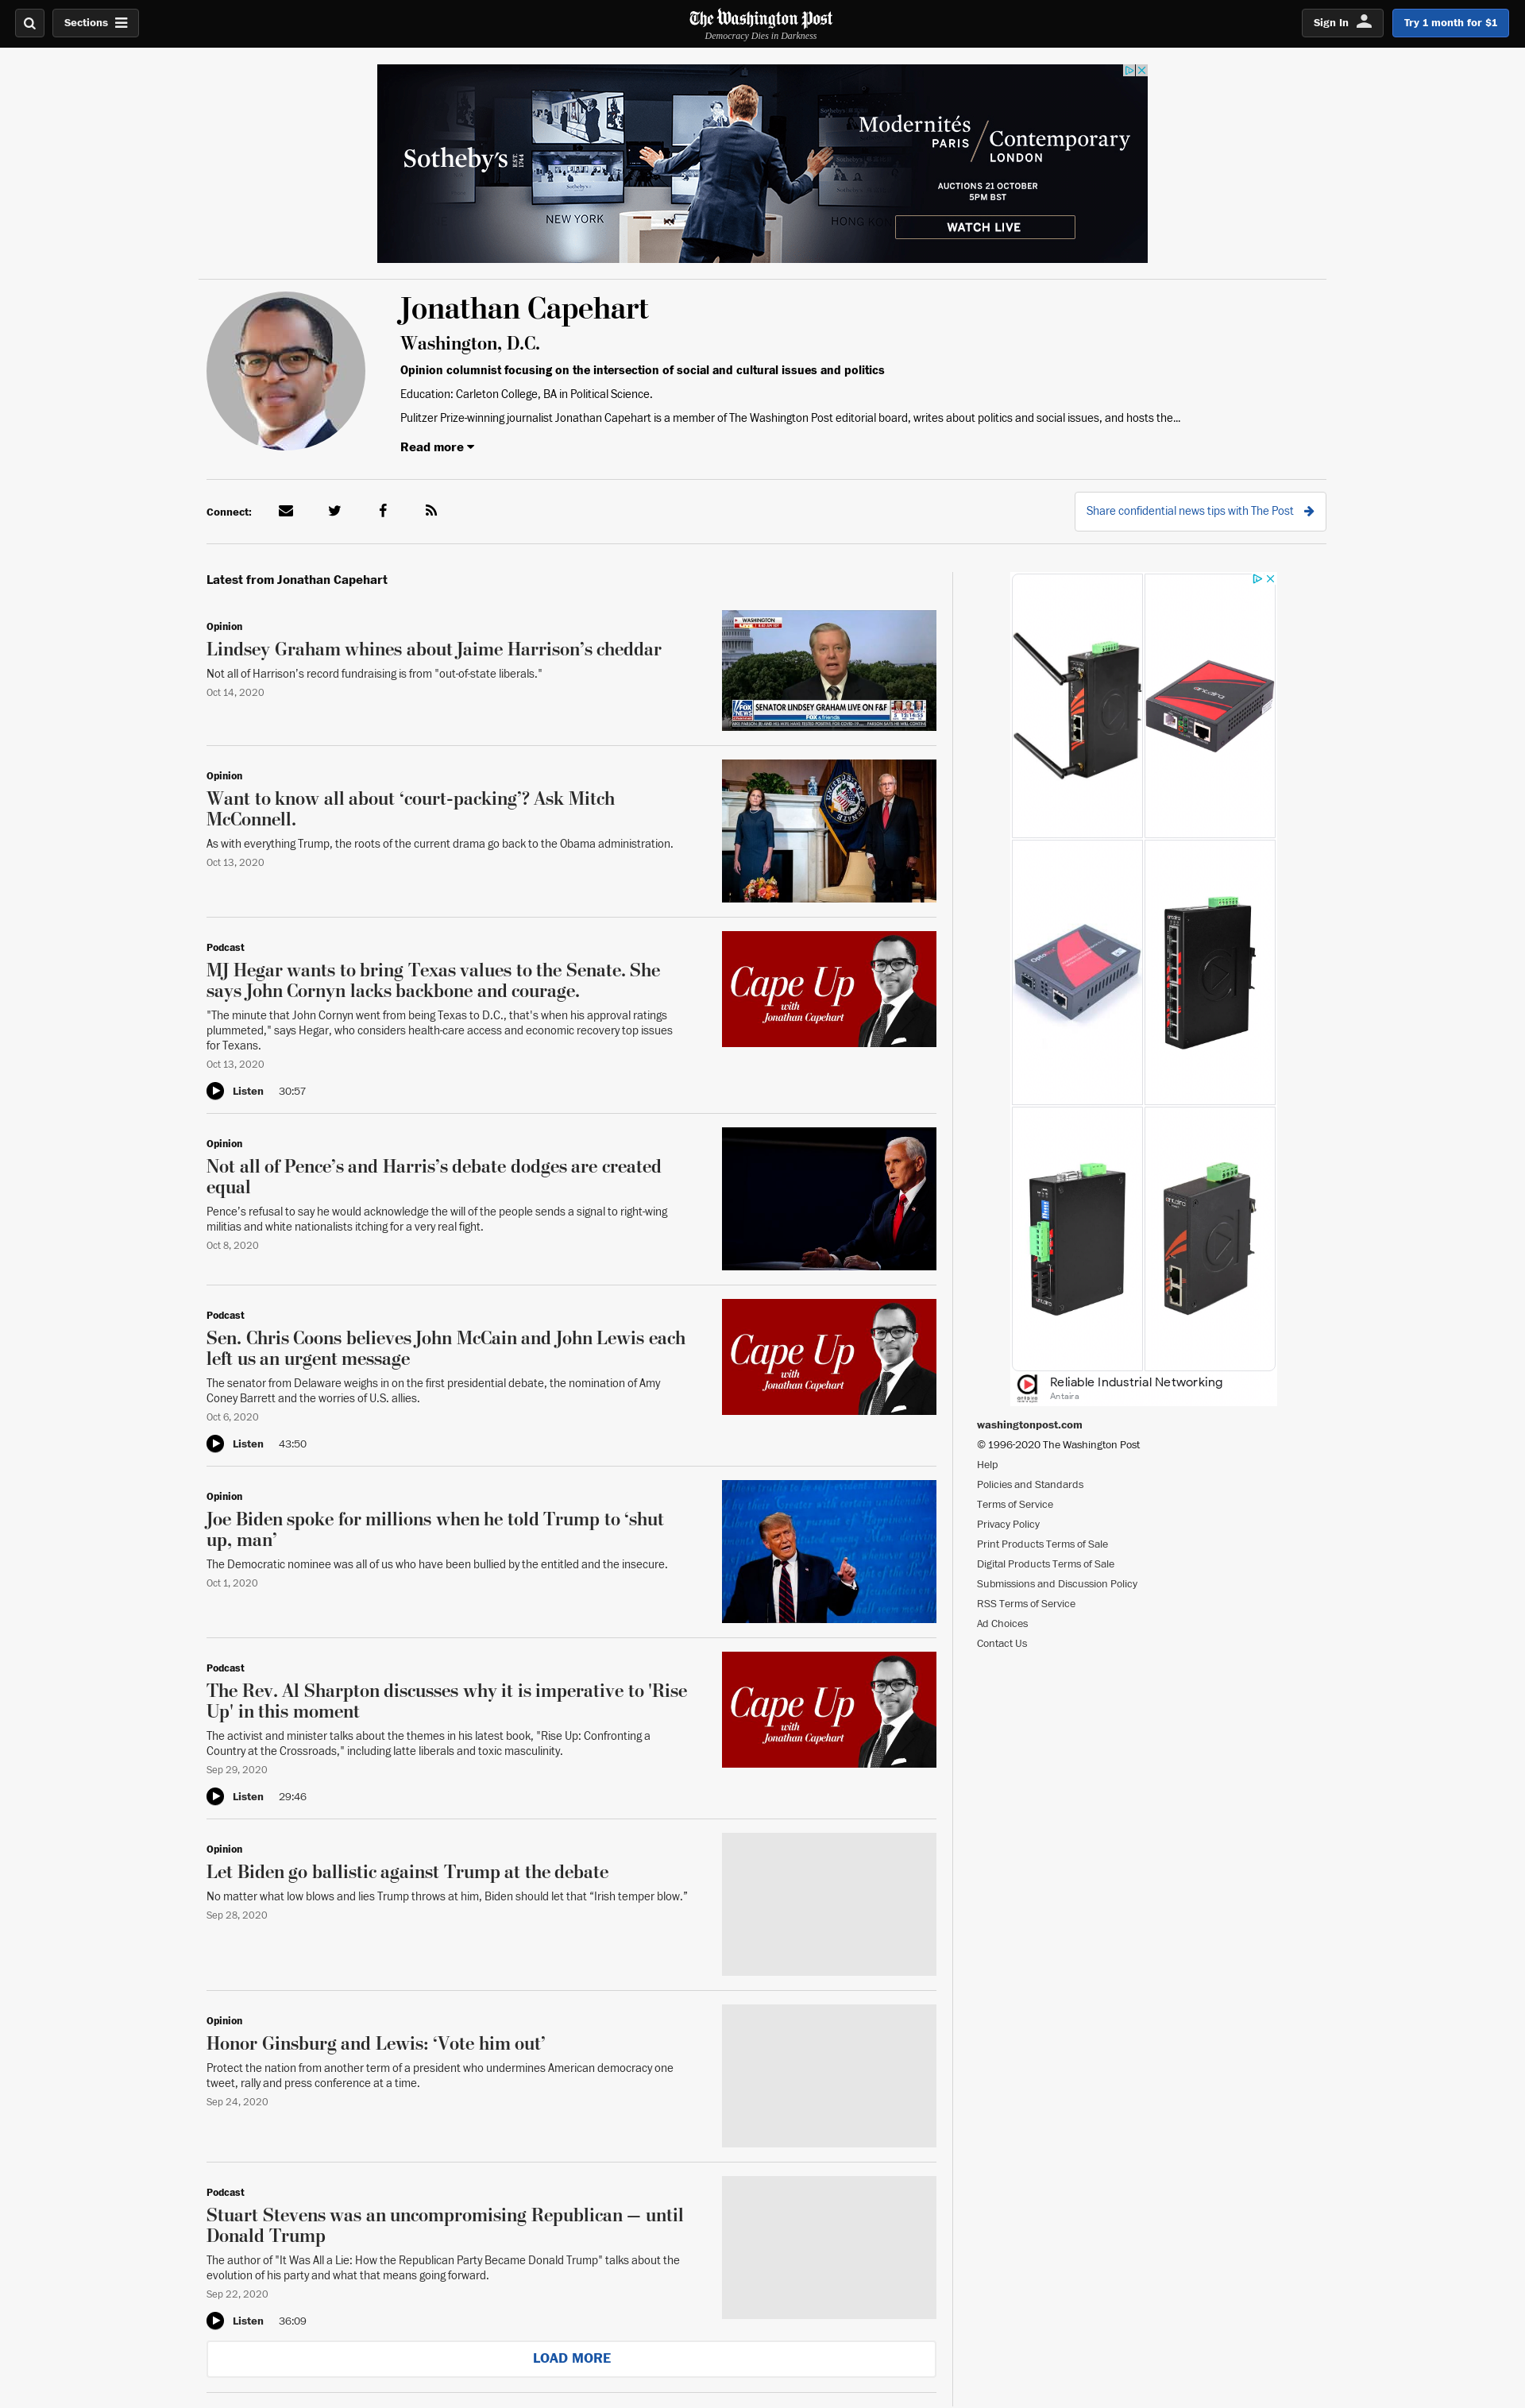 Sections
The Washington Post
Democracy Dies in Darkness
Sign In
Try 1 month for $1
Sotheby's EST. 1744
NEW YORK
HONG KONG
Modernités
PARIS
Contemporary
LONDON
AUCTIONS 21 OCTOBER
5PM BST
WATCH LIVE
Jonathan Capehart
Washington, D.C.
Opinion columnist focusing on the intersection of social and cultural issues and politics
Education: Carleton College, BA in Political Science.
Pulitzer Prize-winning journalist Jonathan Capehart is a member of The Washington Post editorial board, writes about politics and social issues, and hosts the...
Read more
Connect:
Share confidential news tips with The Post
Latest from Jonathan Capehart
Opinion
Lindsey Graham whines about Jaime Harrison’s cheddar
Not all of Harrison's record fundraising is from "out-of-state liberals."
Oct 14, 2020
WASHINGTON
FOX NEWS
SENATOR LINDSEY GRAHAM LIVE ON F&F
FOX & friends
Opinion
Want to know all about ‘court-packing’? Ask Mitch
McConnell.
As with everything Trump, the roots of the current drama go back to the Obama administration.
Oct 13, 2020
Podcast
MJ Hegar wants to bring Texas values to the Senate. She
says John Cornyn lacks backbone and courage.
"The minute that John Cornyn went from being Texas to D.C., that's when his approval ratings
plummeted," says Hegar, who considers health-care access and economic recovery top issues
for Texans.
Oct 13, 2020
Listen 30:57
Cape Up
with
Jonathan Capehart
Opinion
Not all of Pence’s and Harris’s debate dodges are created
equal
Pence’s refusal to say he would acknowledge the will of the people sends a signal to right-wing
militias and white nationalists itching for a very real fight.
Oct 8, 2020
Podcast
Sen. Chris Coons believes John McCain and John Lewis each
left us an urgent message
The senator from Delaware weighs in on the first presidential debate, the nomination of Amy
Coney Barrett and the worries of U.S. allies.
Oct 6, 2020
Listen 43:50
Cape Up
with
Jonathan Capehart
Opinion
Joe Biden spoke for millions when he told Trump to ‘shut
up, man’
The Democratic nominee was all of us who have been bullied by the entitled and the insecure.
Oct 1, 2020
Podcast
The Rev. Al Sharpton discusses why it is imperative to 'Rise
Up' in this moment
The activist and minister talks about the themes in his latest book, "Rise Up: Confronting a
Country at the Crossroads," including latte liberals and toxic masculinity.
Sep 29, 2020
Listen 29:46
Cape Up
with
Jonathan Capehart
Opinion
Let Biden go ballistic against Trump at the debate
No matter what low blows and lies Trump throws at him, Biden should let that “Irish temper blow.”
Sep 28, 2020
Opinion
Honor Ginsburg and Lewis: ‘Vote him out’
Protect the nation from another term of a president who undermines American democracy one
tweet, rally and press conference at a time.
Sep 24, 2020
Podcast
Stuart Stevens was an uncompromising Republican — until
Donald Trump
The author of "It Was All a Lie: How the Republican Party Became Donald Trump" talks about the
evolution of his party and what that means going forward.
Sep 22, 2020
Listen 36:09
LOAD MORE
antaira
Reliable Industrial Networking
Antaira
washingtonpost.com
© 1996-2020 The Washington Post
Help
Policies and Standards
Terms of Service
Privacy Policy
Print Products Terms of Sale
Digital Products Terms of Sale
Submissions and Discussion Policy
RSS Terms of Service
Ad Choices
Contact Us